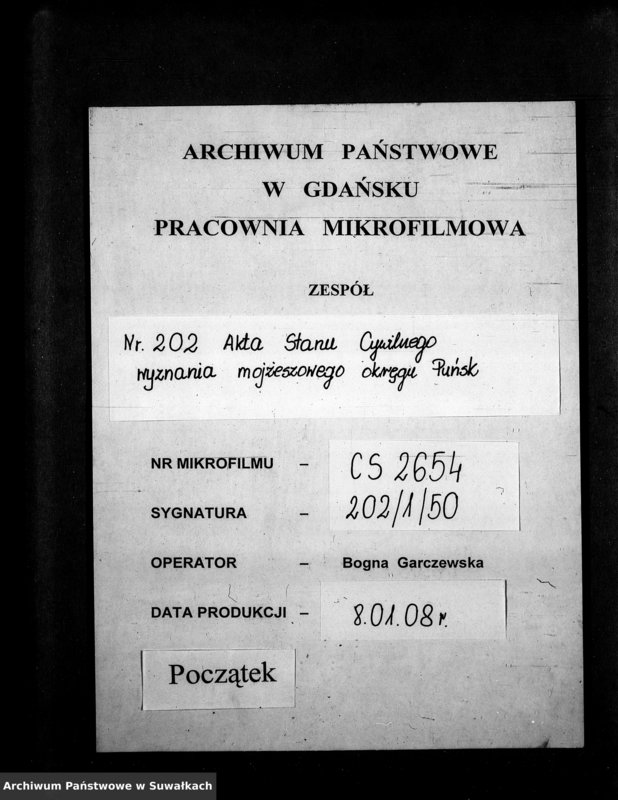 ARCHIWUM PAŃSTWOWE
W GDAŃSKU
PRACOWNIA MIKROFILMOWA
ZESPÓŁ
Nr. 202 Akta Stanu Cywilnego
wyznania mojżeszowego okręgu Puńsk
NR MIKROFILMU – CS 2654
SYGNATURA – 202/1/50
OPERATOR – Bogna Garczewska
DATA PRODUKCJI – 8.01.08 r.
Początek
Archiwum Państwowe w Suwałkach